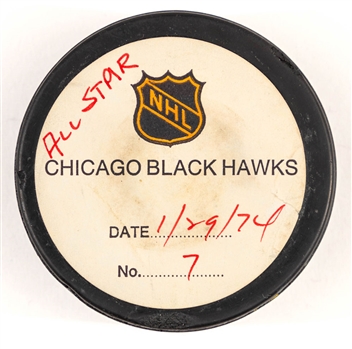 ALL STAR
NHL
CHICAGO BLACK HAWKS
DATE 1/29/74
No. 7